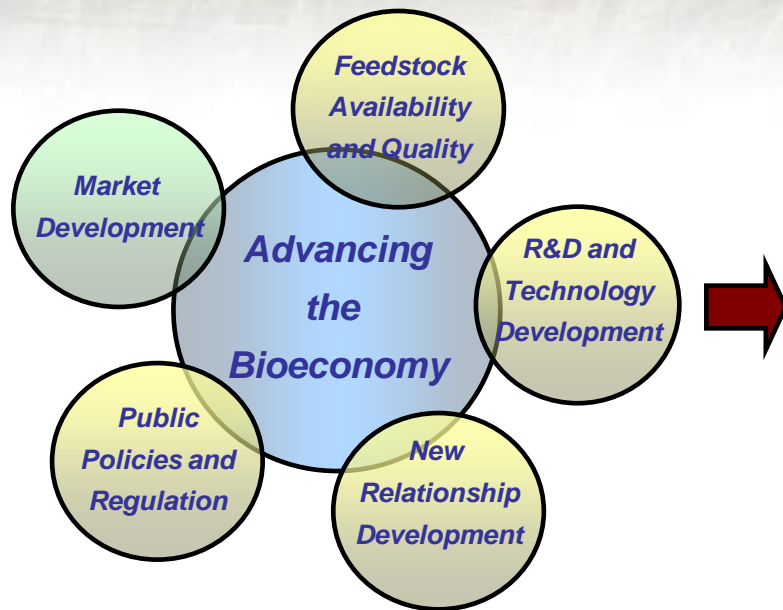 Feedstock
Availability
and Quality
Market
Development
Advancing
the
Bioeconomy
R&D and
Technology
Development
Public
Policies and
Regulation
New
Relationship
Development